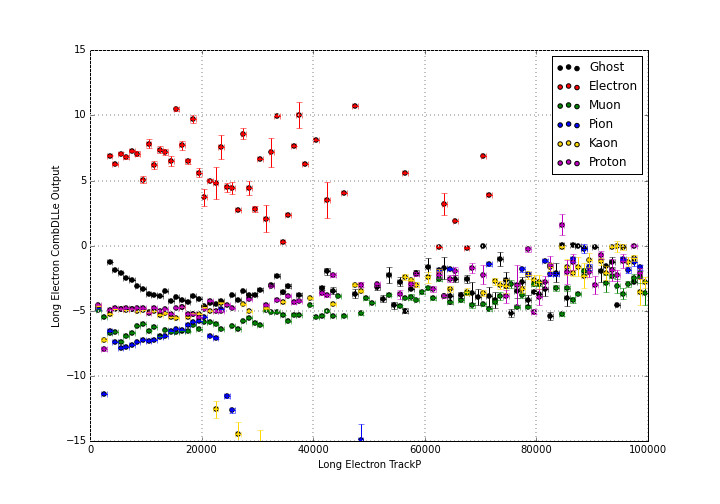 15
10
5
0
−5
−10
−15
0
20000
40000
60000
80000
100000
Long Electron TrackP
Long Electron CombDLLe Output
Ghost
Electron
Muon
Pion
Kaon
Proton